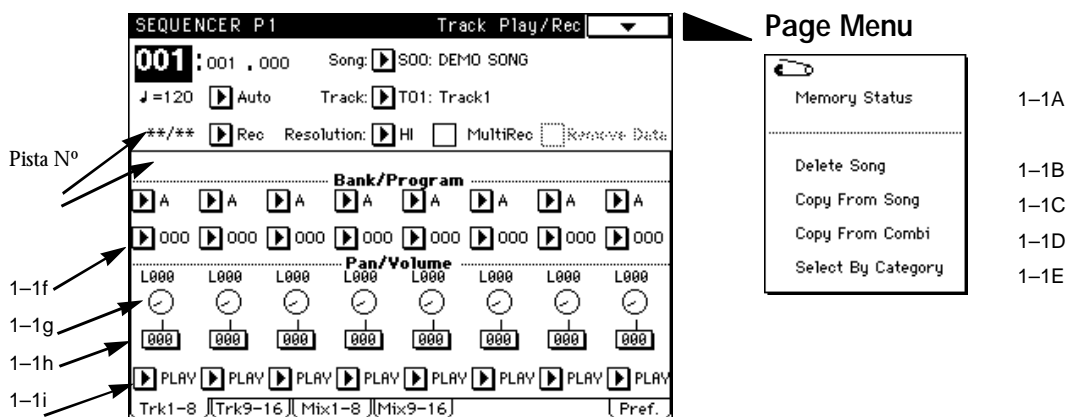 SEQUENCER P1 Track Play/Rec
001 : 001 . 000 Song: S00: DEMO SONG
♩=120 Auto Track: T01: Track1
**/** Rec Resolution: HI MultiRec Remove Data
Pista Nº
Bank/Program
A A A A A A A A
000 000 000 000 000 000 000 000
Pan/Volume
L000 L000 L000 L000 L000 L000 L000 L000
000 000 000 000 000 000 000 000
PLAY PLAY PLAY PLAY PLAY PLAY PLAY PLAY
Trk1-8 Trk9-16 Mix1-8 Mix9-16 Pref.
1–1f
1–1g
1–1h
1–1i
Page Menu
Memory Status 1–1A
Delete Song 1–1B
Copy From Song 1–1C
Copy From Combi 1–1D
Select By Category 1–1E